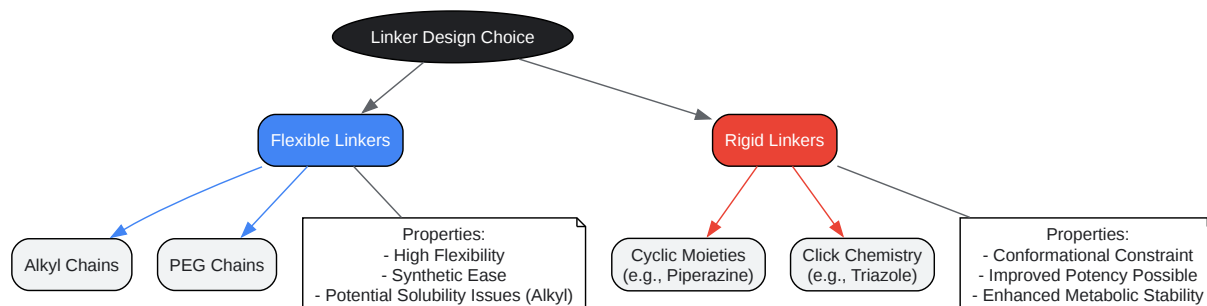 Linker Design Choice
Flexible Linkers
Rigid Linkers
Alkyl Chains
PEG Chains
Properties:
- High Flexibility
- Synthetic Ease
- Potential Solubility Issues (Alkyl)
Cyclic Moieties
(e.g., Piperazine)
Click Chemistry
(e.g., Triazole)
Properties:
- Conformational Constraint
- Improved Potency Possible
- Enhanced Metabolic Stability